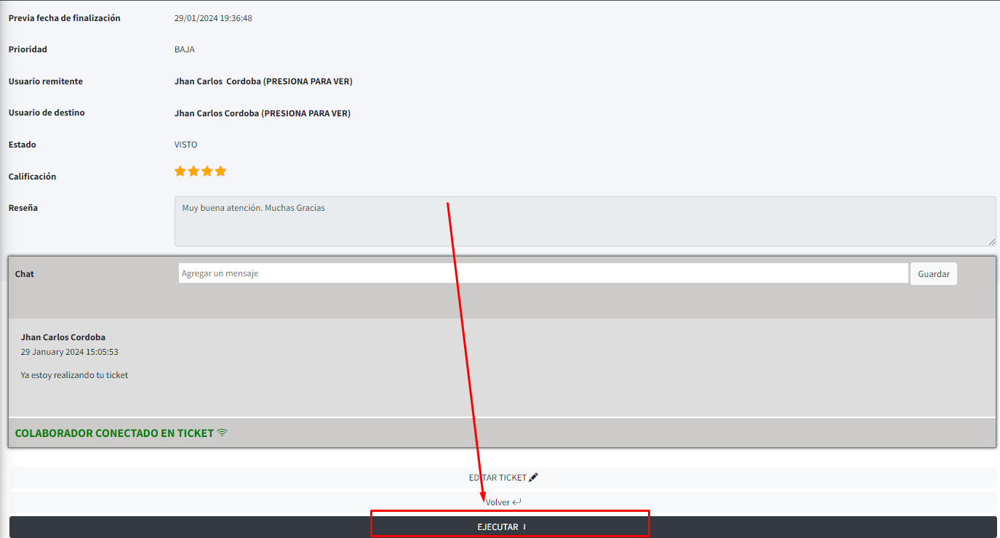 Previa fecha de finalización 29/01/2024 19:36:48
Prioridad BAJA
Usuario remitente Jhan Carlos  Cordoba (PRESIONA PARA VER)
Usuario de destino Jhan Carlos Cordoba (PRESIONA PARA VER)
Estado VISTO
Calificación
Reseña Muy buena atención. Muchas Gracias
Chat Agregar un mensaje Guardar
Jhan Carlos Cordoba
29 January 2024 15:05:53
Ya estoy realizando tu ticket
COLABORADOR CONECTADO EN TICKET
EDITAR TICKET
Volver
EJECUTAR i